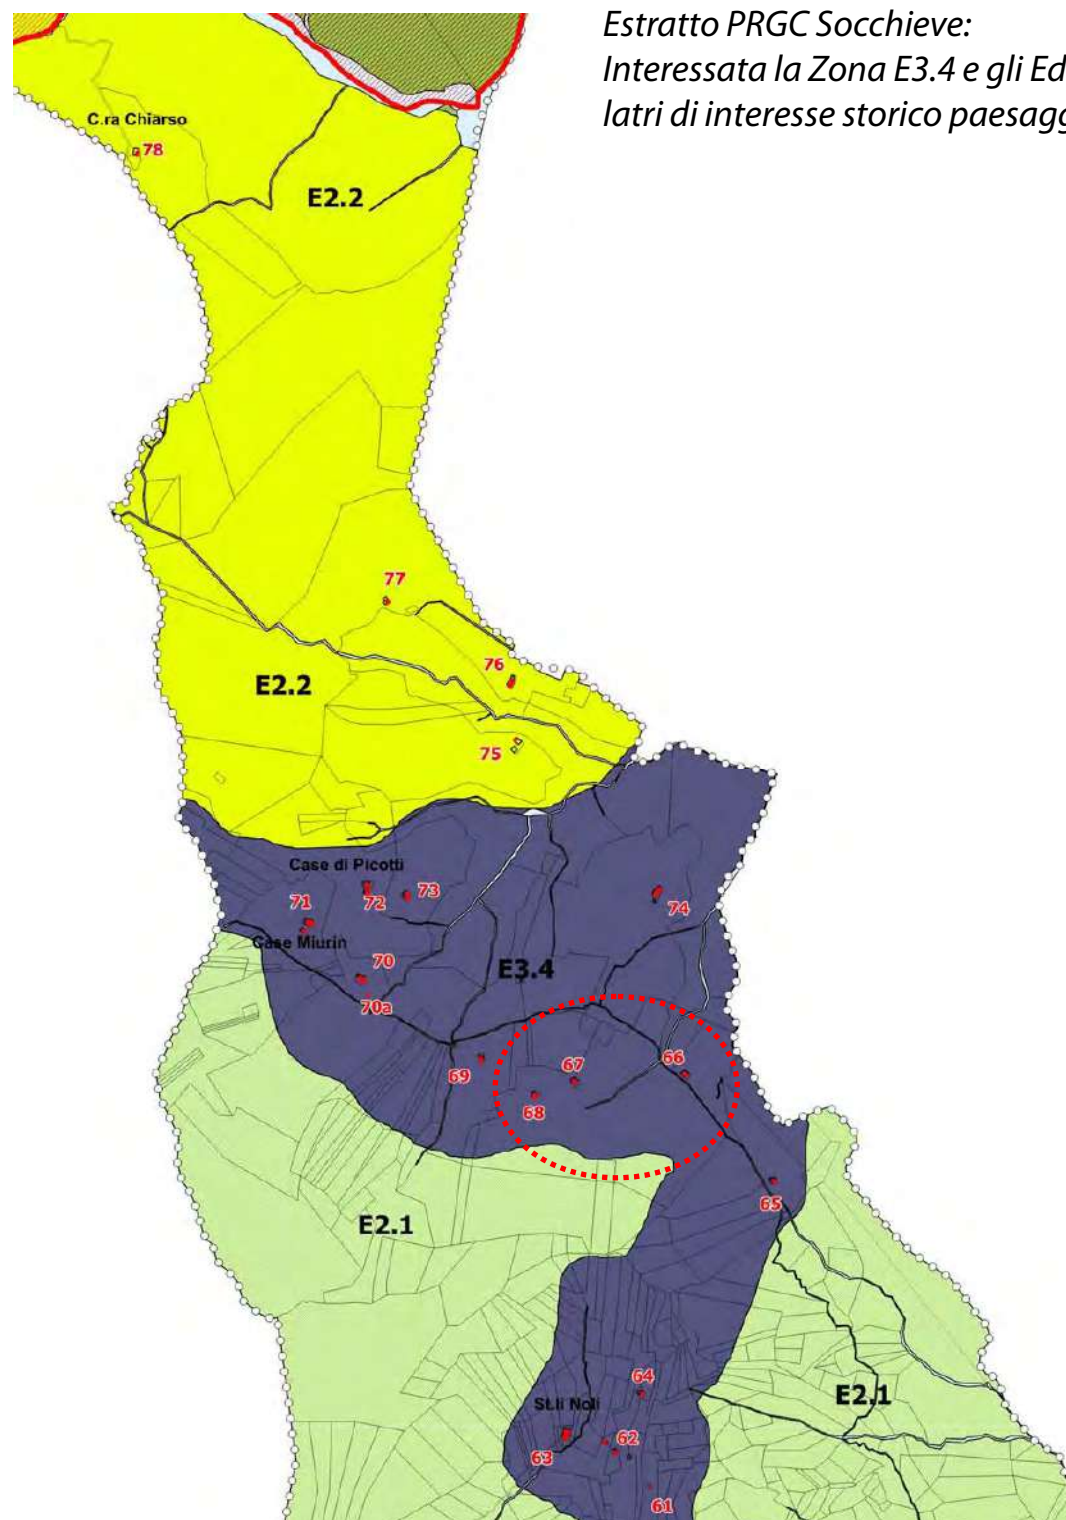 Estratto PRGC Socchieve:
Interessata la Zona E3.4 e gli Ed
latri di interesse storico paesagg
C.ra Chiarso
78
E2.2
77
76
E2.2
75
Case di Picotti
71
72
73
74
Case Miurin
70
E3.4
70a
69
67
66
68
65
E2.1
64
E2.1
St.li Noli
62
63
61